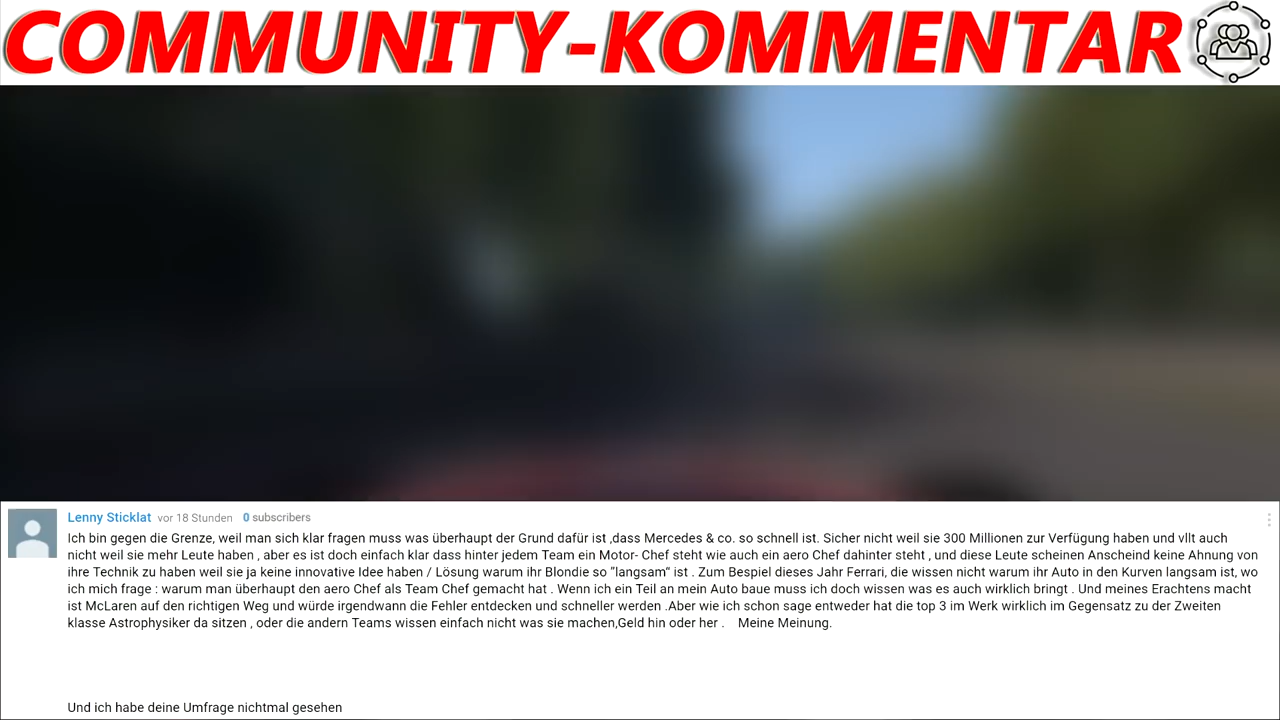 COMMUNITY-KOMMENTAR
Lenny Sticklat vor 18 Stunden 0 subscribers
Ich bin gegen die Grenze, weil man sich klar fragen muss was überhaupt der Grund dafür ist ,dass Mercedes & co. so schnell ist. Sicher nicht weil sie 300 Millionen zur Verfügung haben und vllt auch
nicht weil sie mehr Leute haben , aber es ist doch einfach klar dass hinter jedem Team ein Motor- Chef steht wie auch ein aero Chef dahinter steht , und diese Leute scheinen Anscheind keine Ahnung von
ihre Technik zu haben weil sie ja keine innovative Idee haben / Lösung warum ihr Blondie so "langsam" ist . Zum Bespiel dieses Jahr Ferrari, die wissen nicht warum ihr Auto in den Kurven langsam ist, wo
ich mich frage : warum man überhaupt den aero Chef als Team Chef gemacht hat . Wenn ich ein Teil an mein Auto baue muss ich doch wissen was es auch wirklich bringt . Und meines Erachtens macht
ist McLaren auf den richtigen Weg und würde irgendwann die Fehler entdecken und schneller werden .Aber wie ich schon sage entweder hat die top 3 im Werk wirklich im Gegensatz zu der Zweiten
klasse Astrophysiker da sitzen , oder die andern Teams wissen einfach nicht was sie machen,Geld hin oder her . Meine Meinung.
Und ich habe deine Umfrage nichtmal gesehen